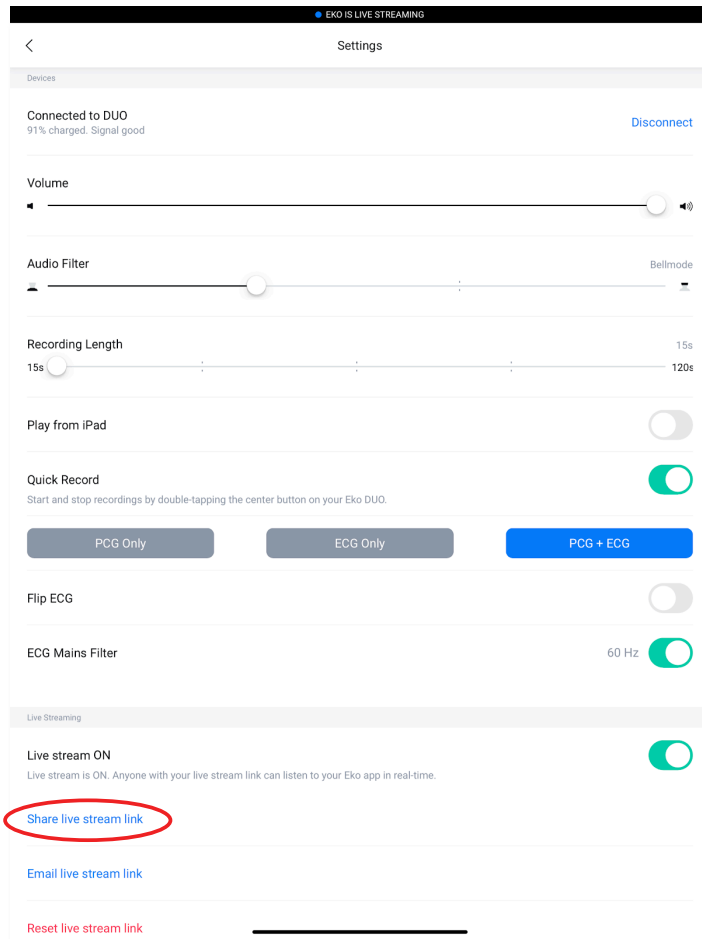 EKO IS LIVE STREAMING
Settings
Devices
Connected to DUO
91% charged. Signal good
Disconnect
Volume
Audio Filter
Bellmode
Recording Length
15s
15s
120s
Play from iPad
Quick Record
Start and stop recordings by double-tapping the center button on your Eko DUO.
PCG Only
ECG Only
PCG + ECG
Flip ECG
ECG Mains Filter
60 Hz
Live Streaming
Live stream ON
Live stream is ON. Anyone with your live stream link can listen to your Eko app in real-time.
Share live stream link
Email live stream link
Reset live stream link